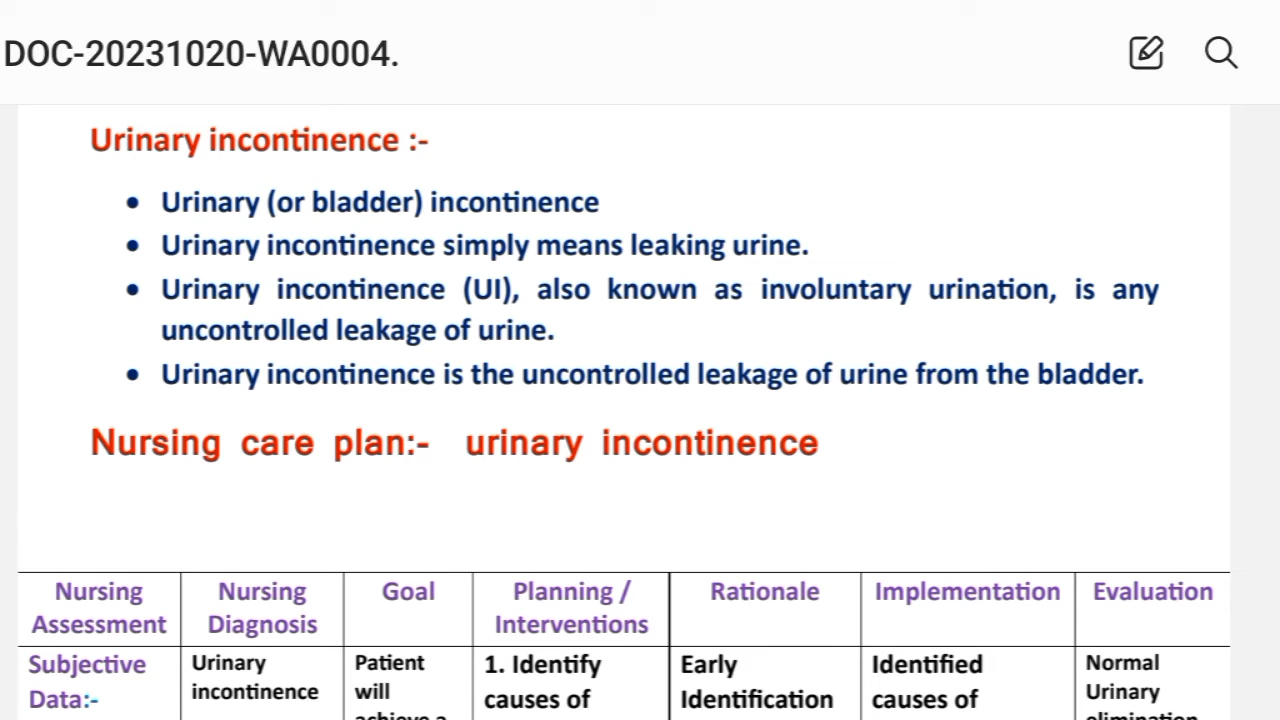 DOC-20231020-WA0004.
Urinary incontinence :-
• Urinary (or bladder) incontinence
• Urinary incontinence simply means leaking urine.
• Urinary incontinence (UI), also known as involuntary urination, is any
uncontrolled leakage of urine.
• Urinary incontinence is the uncontrolled leakage of urine from the bladder.
Nursing care plan:- urinary incontinence
Nursing
Assessment
Nursing
Diagnosis
Goal
Planning /
Interventions
Rationale
Implementation
Evaluation
Subjective
Data:-
Urinary
incontinence
Patient
will
achieve a
1. Identify
causes of
Early
Identification
Identified
causes of
Normal
Urinary
elimination